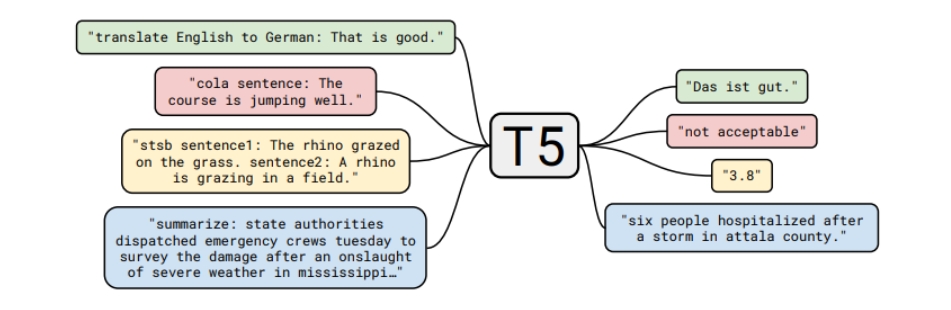 "translate English to German: That is good."
"cola sentence: The
course is jumping well."
"stsb sentence1: The rhino grazed
on the grass. sentence2: A rhino
is grazing in a field."
"summarize: state authorities
dispatched emergency crews tuesday to
survey the damage after an onslaught
of severe weather in mississippi…"
T5
"Das ist gut."
"not acceptable"
"3.8"
"six people hospitalized after
a storm in attala county."